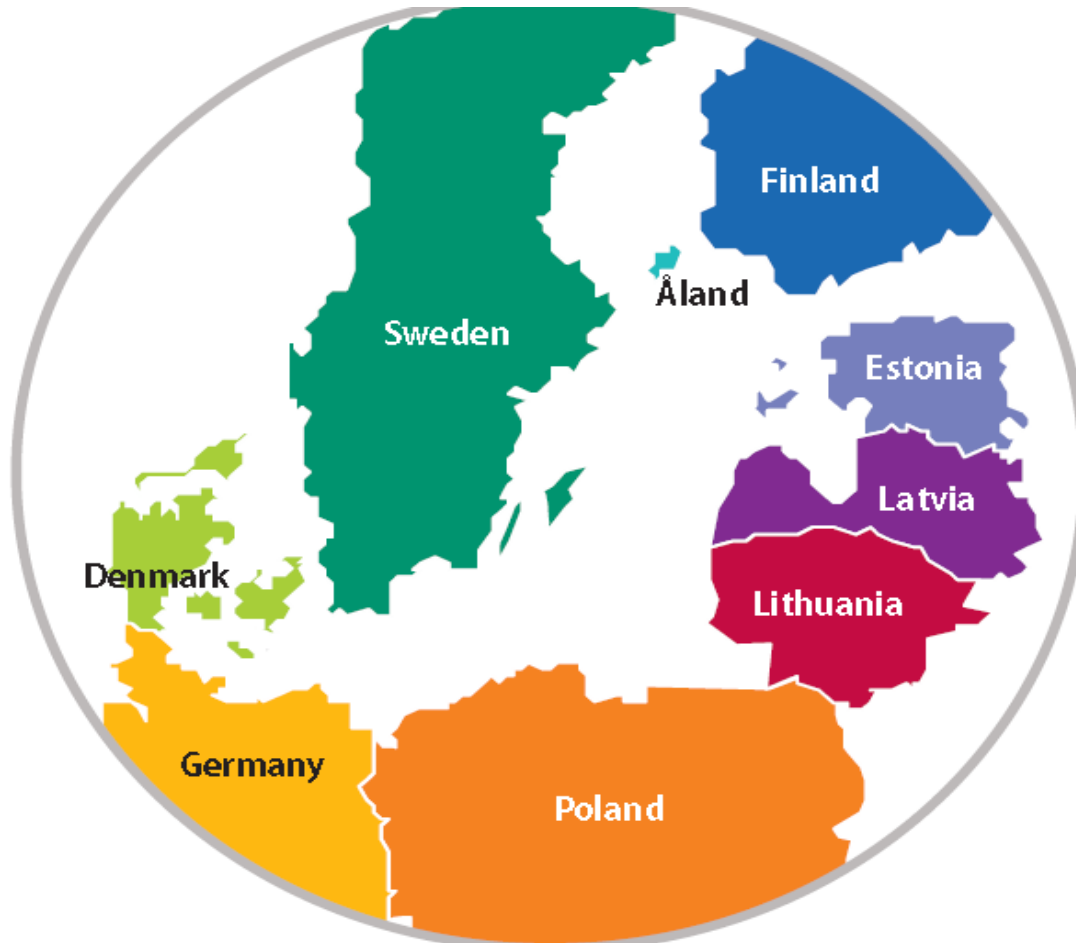 Finland
Åland
Sweden
Estonia
Latvia
Denmark
Lithuania
Germany
Poland